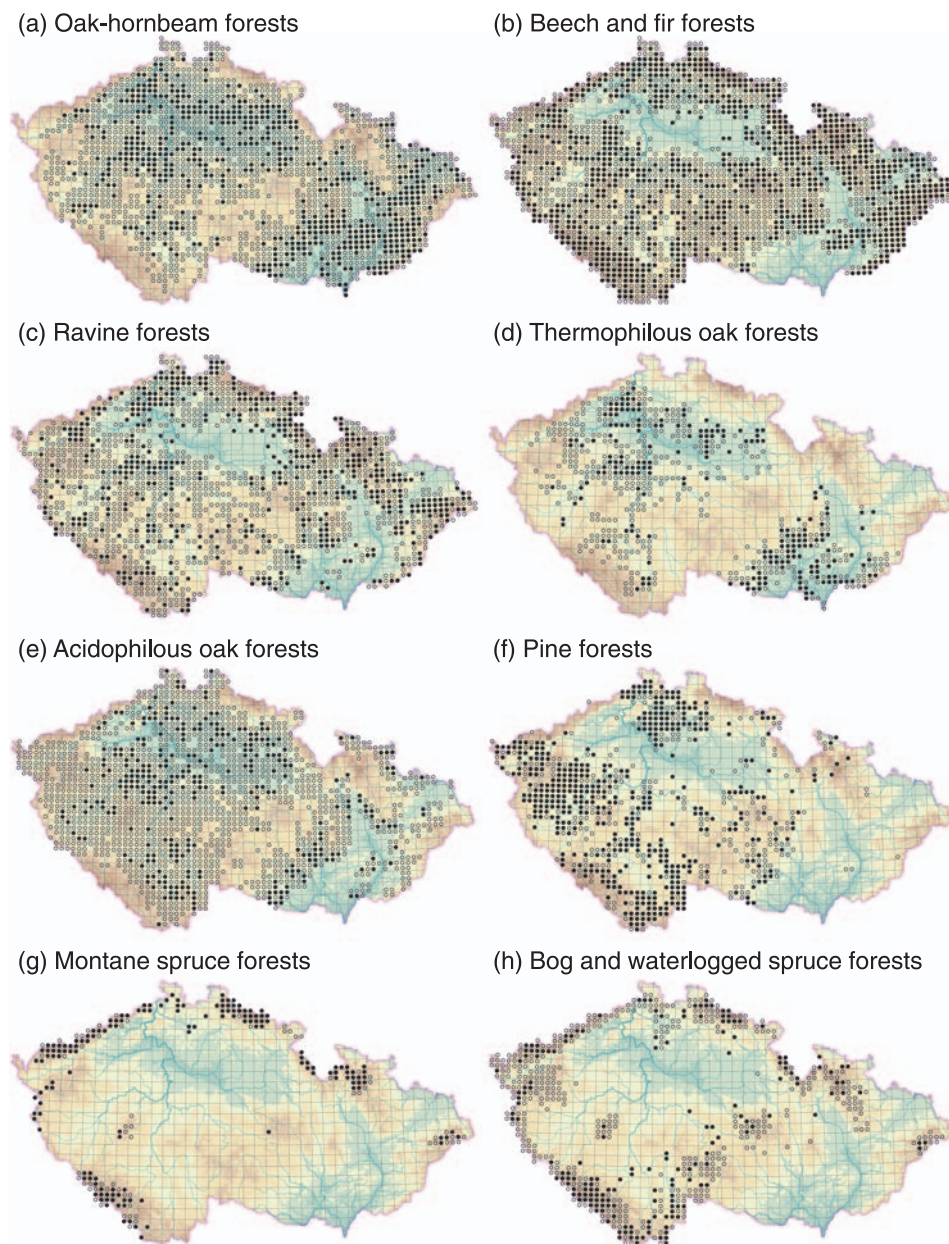 (a) Oak-hornbeam forests
(b) Beech and fir forests
(c) Ravine forests
(d) Thermophilous oak forests
(e) Acidophilous oak forests
(f) Pine forests
(g) Montane spruce forests
(h) Bog and waterlogged spruce forests